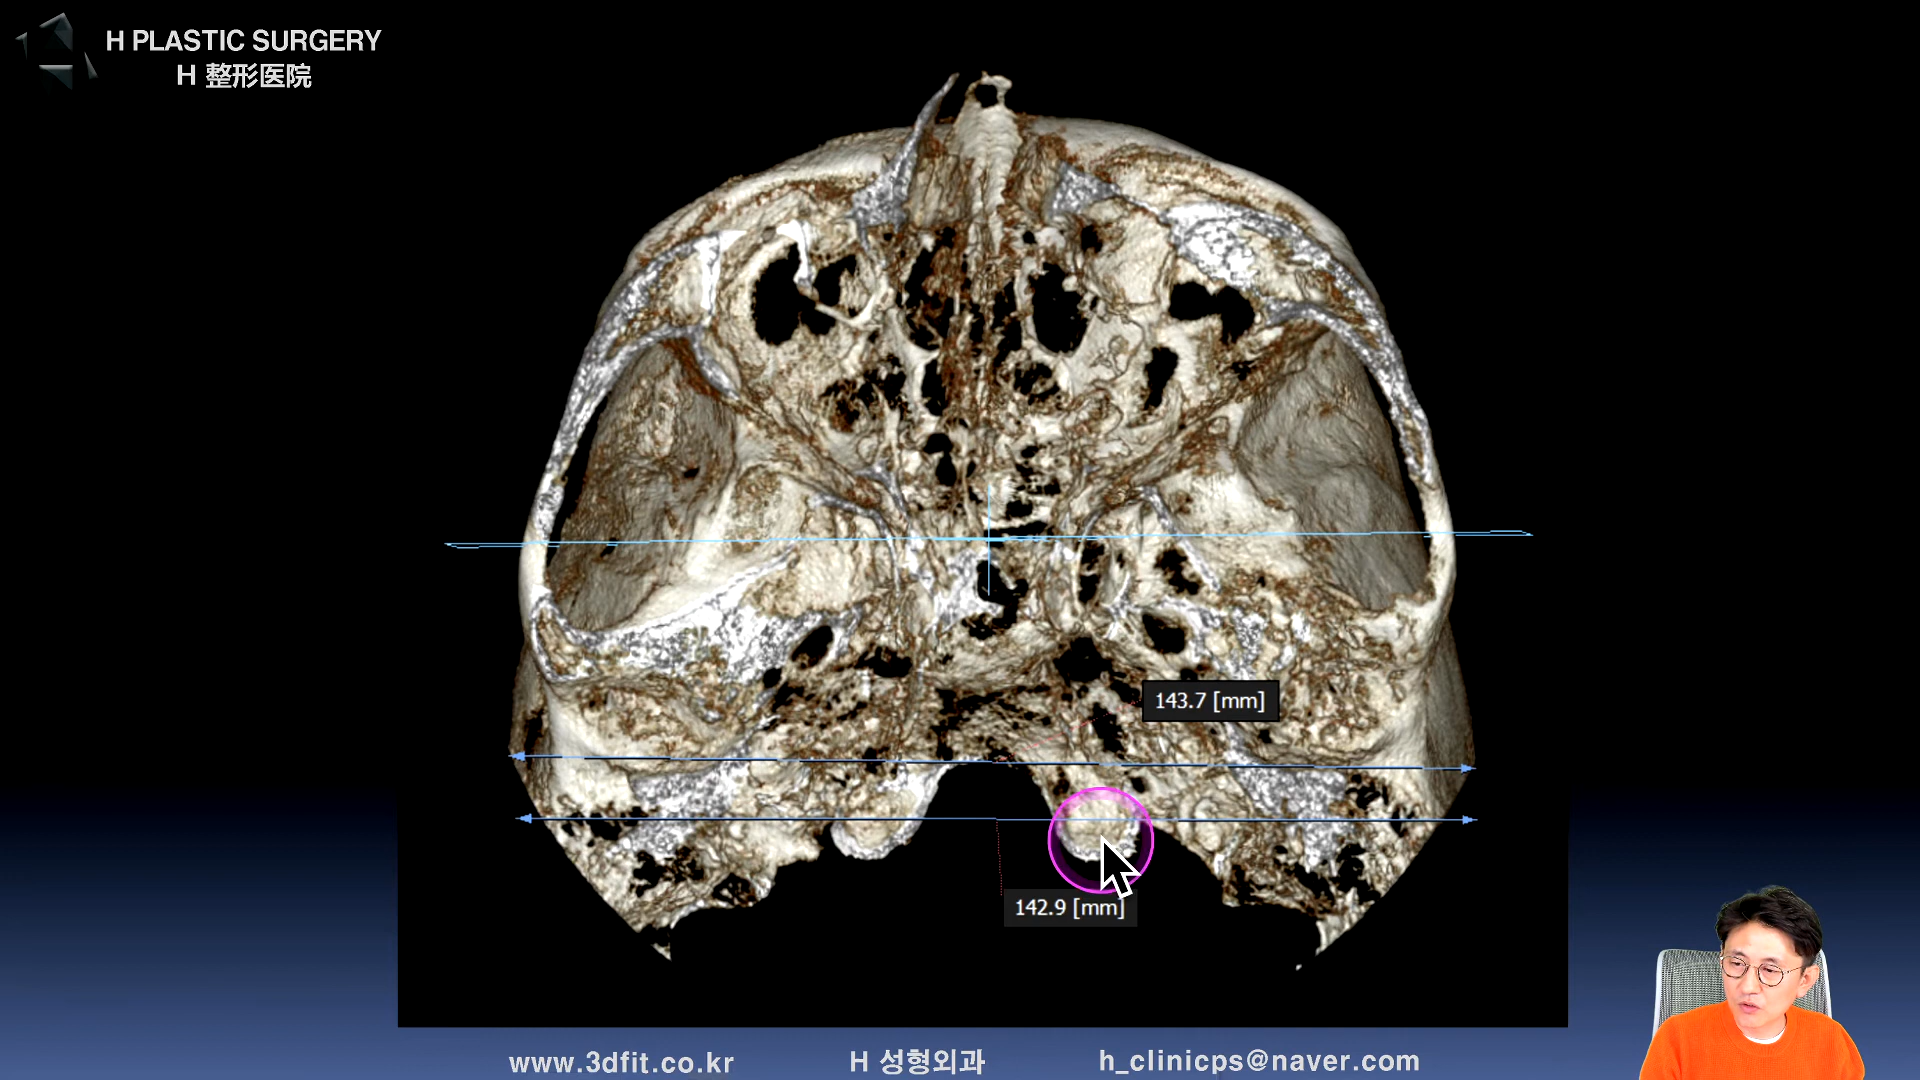 H PLASTIC SURGERY
H 整形医院
143.7 [mm]
142.9 [mm]
www.3dfit.co.kr
H 성형외과
h_clinicps@naver.com